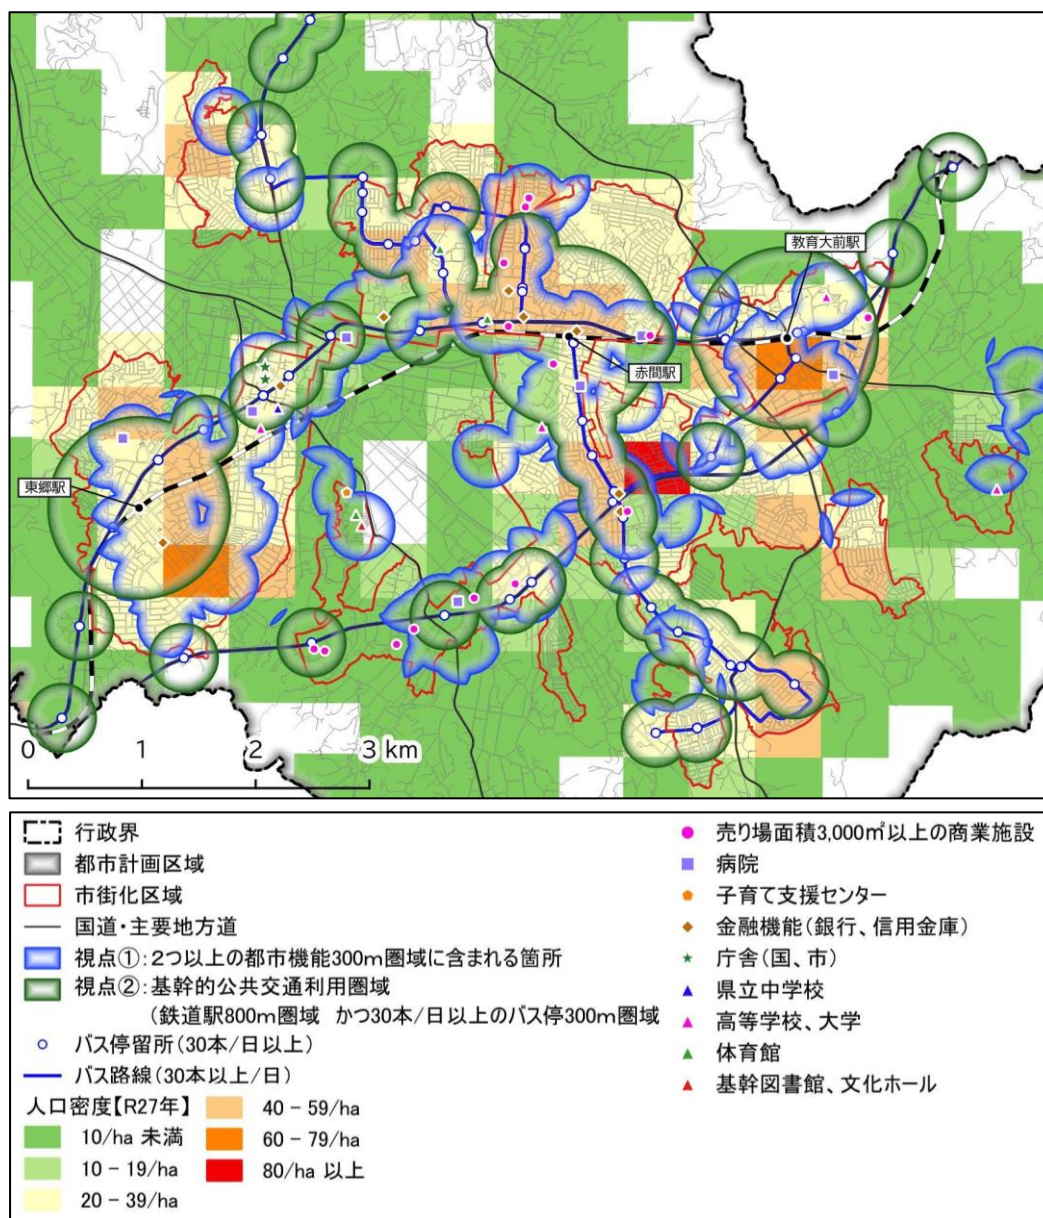 教育大前駅
赤間駅
東郷駅
0 1 2 3 km
行政界
都市計画区域
市街化区域
国道・主要地方道
視点①:2つ以上の都市機能300m圏域に含まれる箇所
視点②:基幹的公共交通利用圏域
(鉄道駅800m圏域 かつ30本/日以上のバス停300m圏域
バス停留所(30本/日以上)
バス路線(30本以上/日)
人口密度【R27年】
10/ha 未満
10 - 19/ha
20 - 39/ha
40 - 59/ha
60 - 79/ha
80/ha 以上
売り場面積3,000㎡以上の商業施設
病院
子育て支援センター
金融機能(銀行、信用金庫)
庁舎(国、市)
県立中学校
高等学校、大学
体育館
基幹図書館、文化ホール